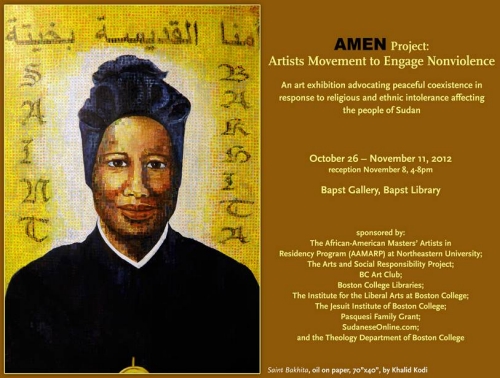 أمنا القديسة بخيتة
SAINT
BAKHITA
AMEN Project:
Artists Movement to Engage Nonviolence
An art exhibition advocating peaceful coexistence in
response to religious and ethnic intolerance affecting
the people of Sudan
October 26 – November 11, 2012
reception November 8, 4-8pm
Bapst Gallery, Bapst Library
sponsored by:
The African-American Masters' Artists in
Residency Program (AAMARP) at Northeastern University;
The Arts and Social Responsibility Project;
BC Art Club;
Boston College Libraries;
The Institute for the Liberal Arts at Boston College;
The Jesuit Institute of Boston College;
Pasquesi Family Grant;
SudaneseOnline.com;
and the Theology Department of Boston College
Saint Bakhita, oil on paper, 70"x40", by Khalid Kodi